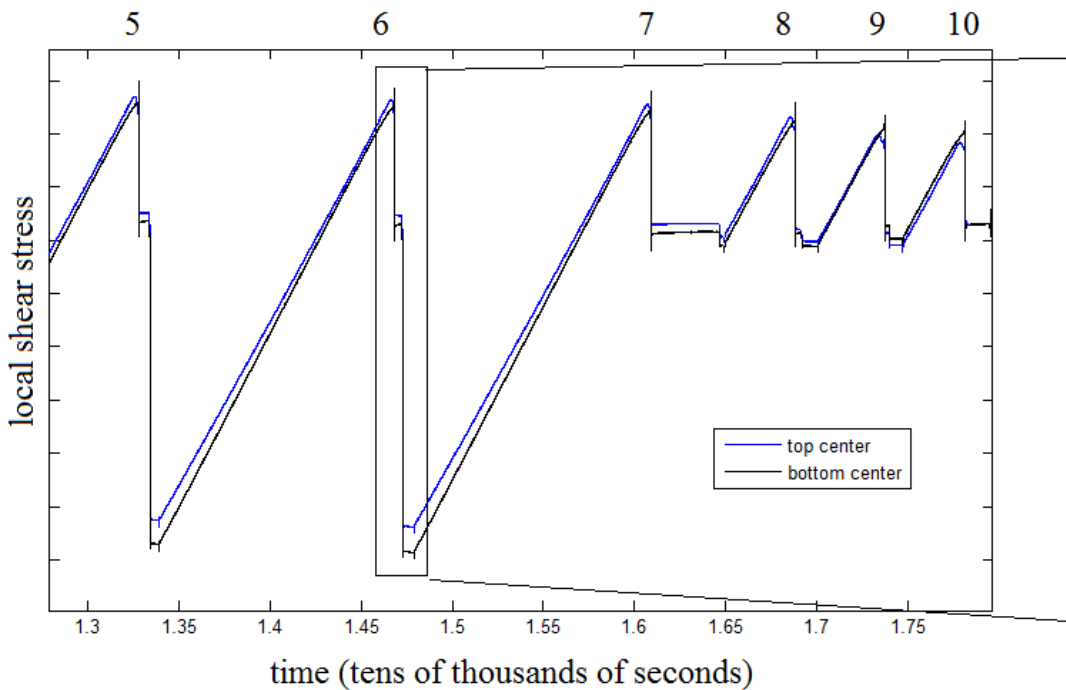 5 6 7 8 9 10
local shear stress
top center
bottom center
1.3 1.35 1.4 1.45 1.5 1.55 1.6 1.65 1.7 1.75
time (tens of thousands of seconds)